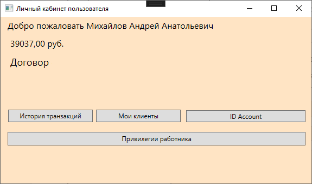 Личный кабинет пользователя
Добро пожаловать Михайлов Андрей Анатольевич
39037,00 руб.
Договор
История транзакций
Мои клиенты
ID Account
Привилегии работника